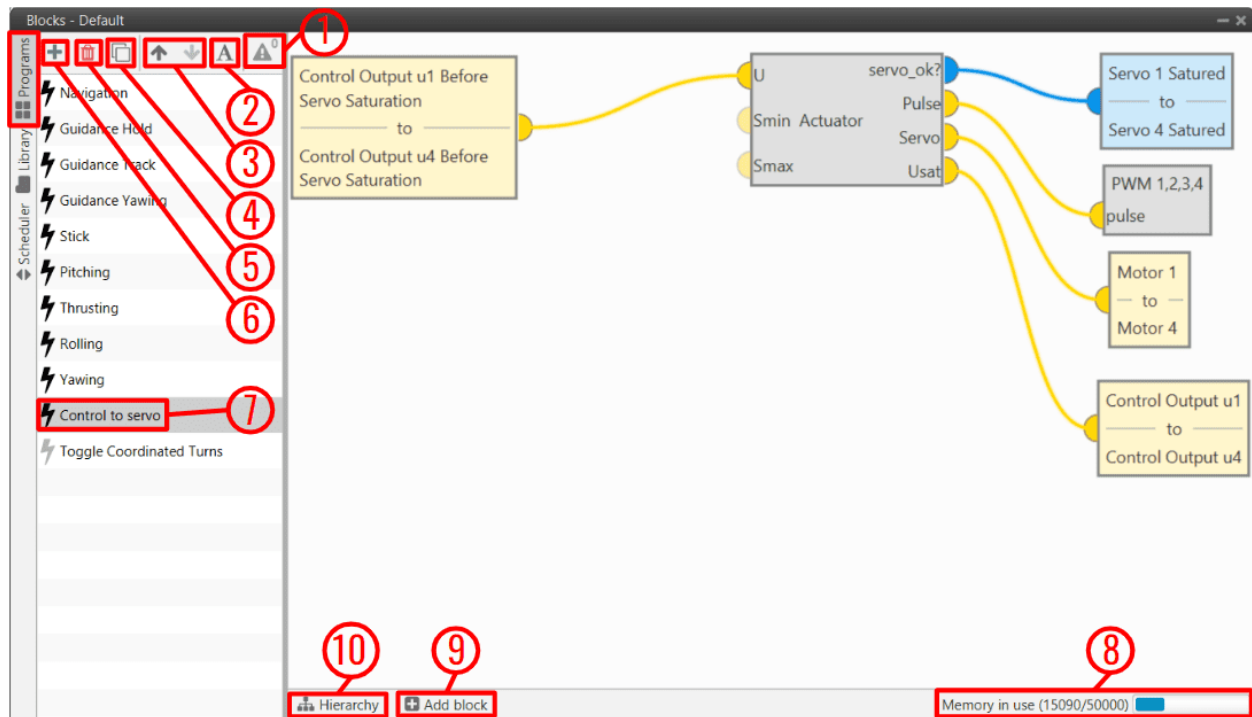 Blocks - Default
Programs
Library
Scheduler
A
0
1
2
3
4
5
6
7
8
9
10
Navigation
Guidance Hold
Guidance Track
Guidance Yawing
Stick
Pitching
Thrusting
Rolling
Yawing
Control to servo
Toggle Coordinated Turns
Control Output u1 Before
Servo Saturation
to
Control Output u4 Before
Servo Saturation
U
servo_ok?
Pulse
Smin Actuator
Servo
Smax
Usat
Servo 1 Satured
to
Servo 4 Satured
PWM 1,2,3,4
pulse
Motor 1
to
Motor 4
Control Output u1
to
Control Output u4
Hierarchy
Add block
Memory in use (15090/50000)